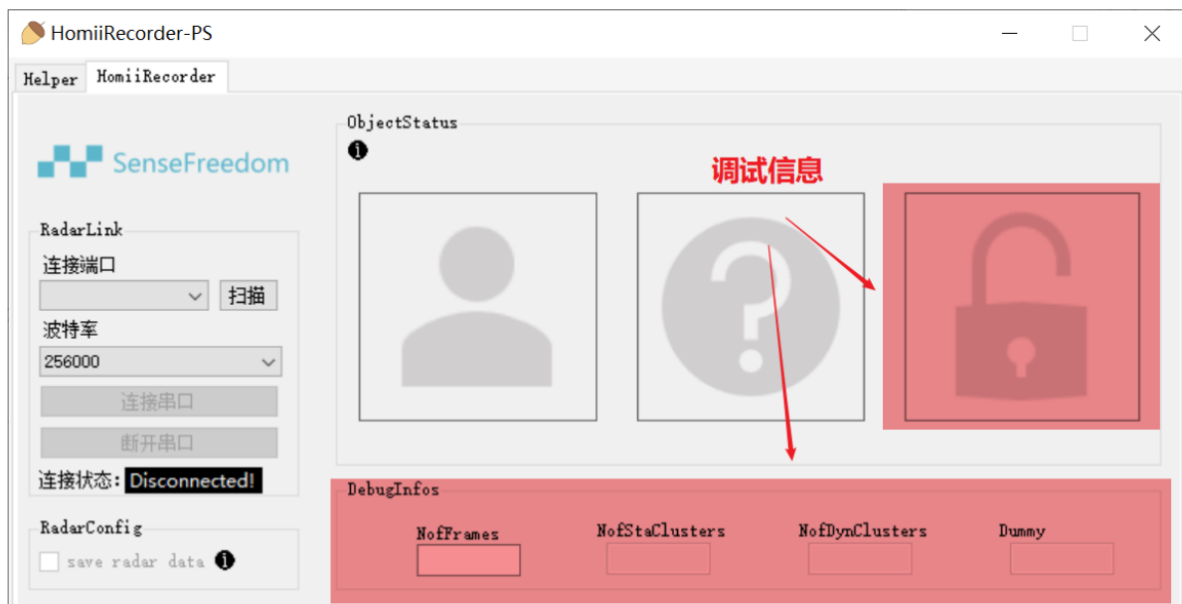 HomiiRecorder-PS
Helper
HomiiRecorder
SenseFreedom
RadarLink
连接端口
扫描
波特率
256000
连接串口
断开串口
连接状态: Disconnected!
RadarConfig
save radar data
ObjectStatus
调试信息
DebugInfos
NofFrames
NofStaClusters
NofDynClusters
Dummy